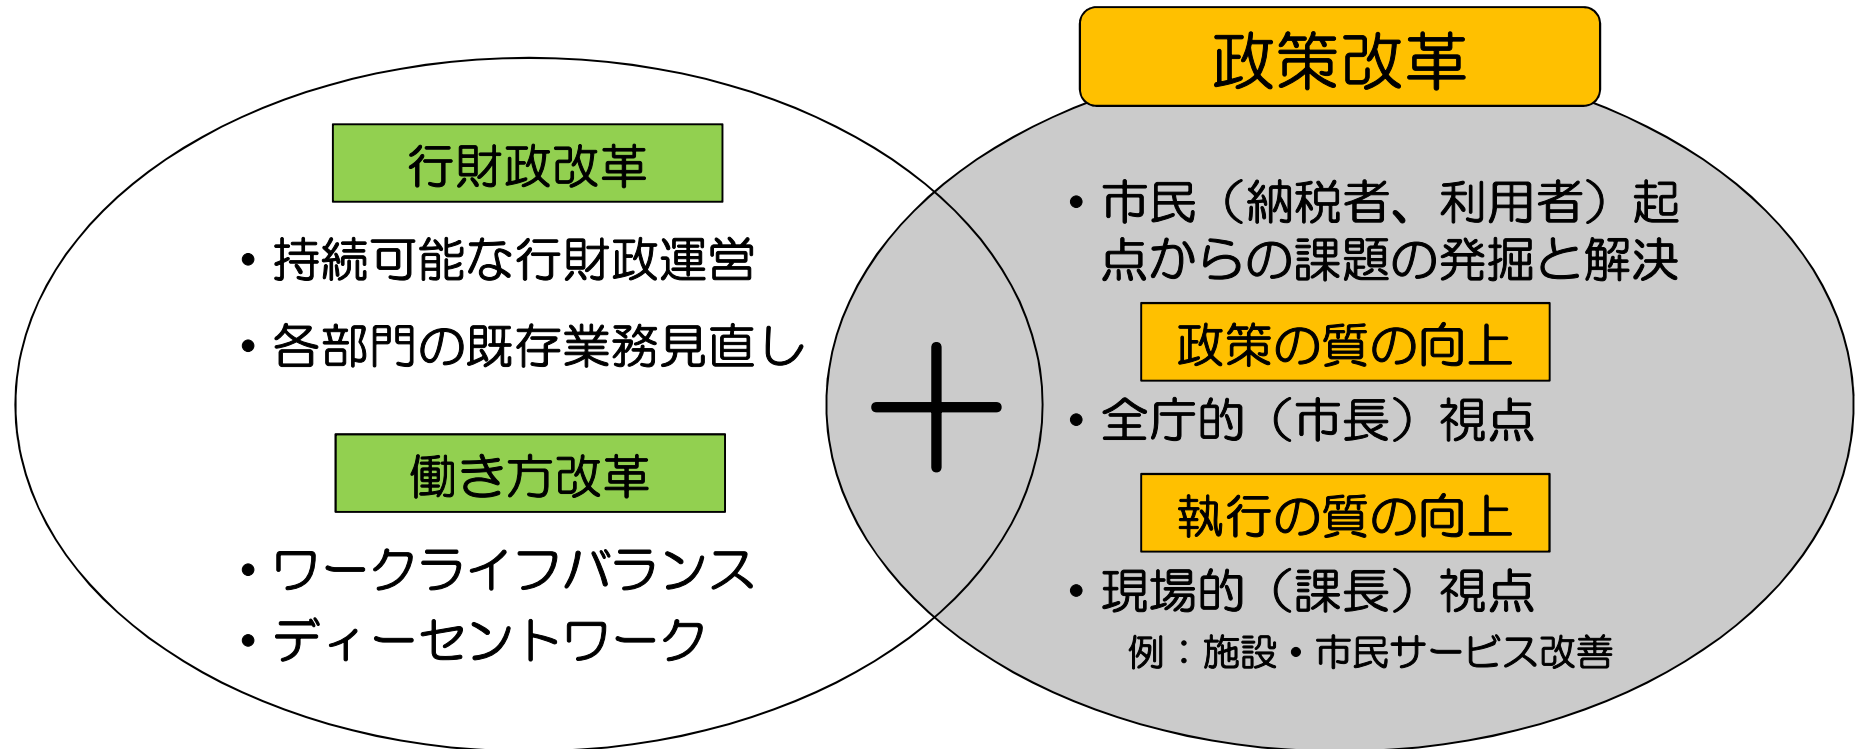 政策改革
行財政改革
・持続可能な行財政運営
・各部門の既存業務見直し
働き方改革
・ワークライフバランス
・ディーセントワーク
＋
・市民（納税者、利用者）起
点からの課題の発掘と解決
政策の質の向上
・全庁的（市長）視点
執行の質の向上
・現場的（課長）視点
例：施設・市民サービス改善